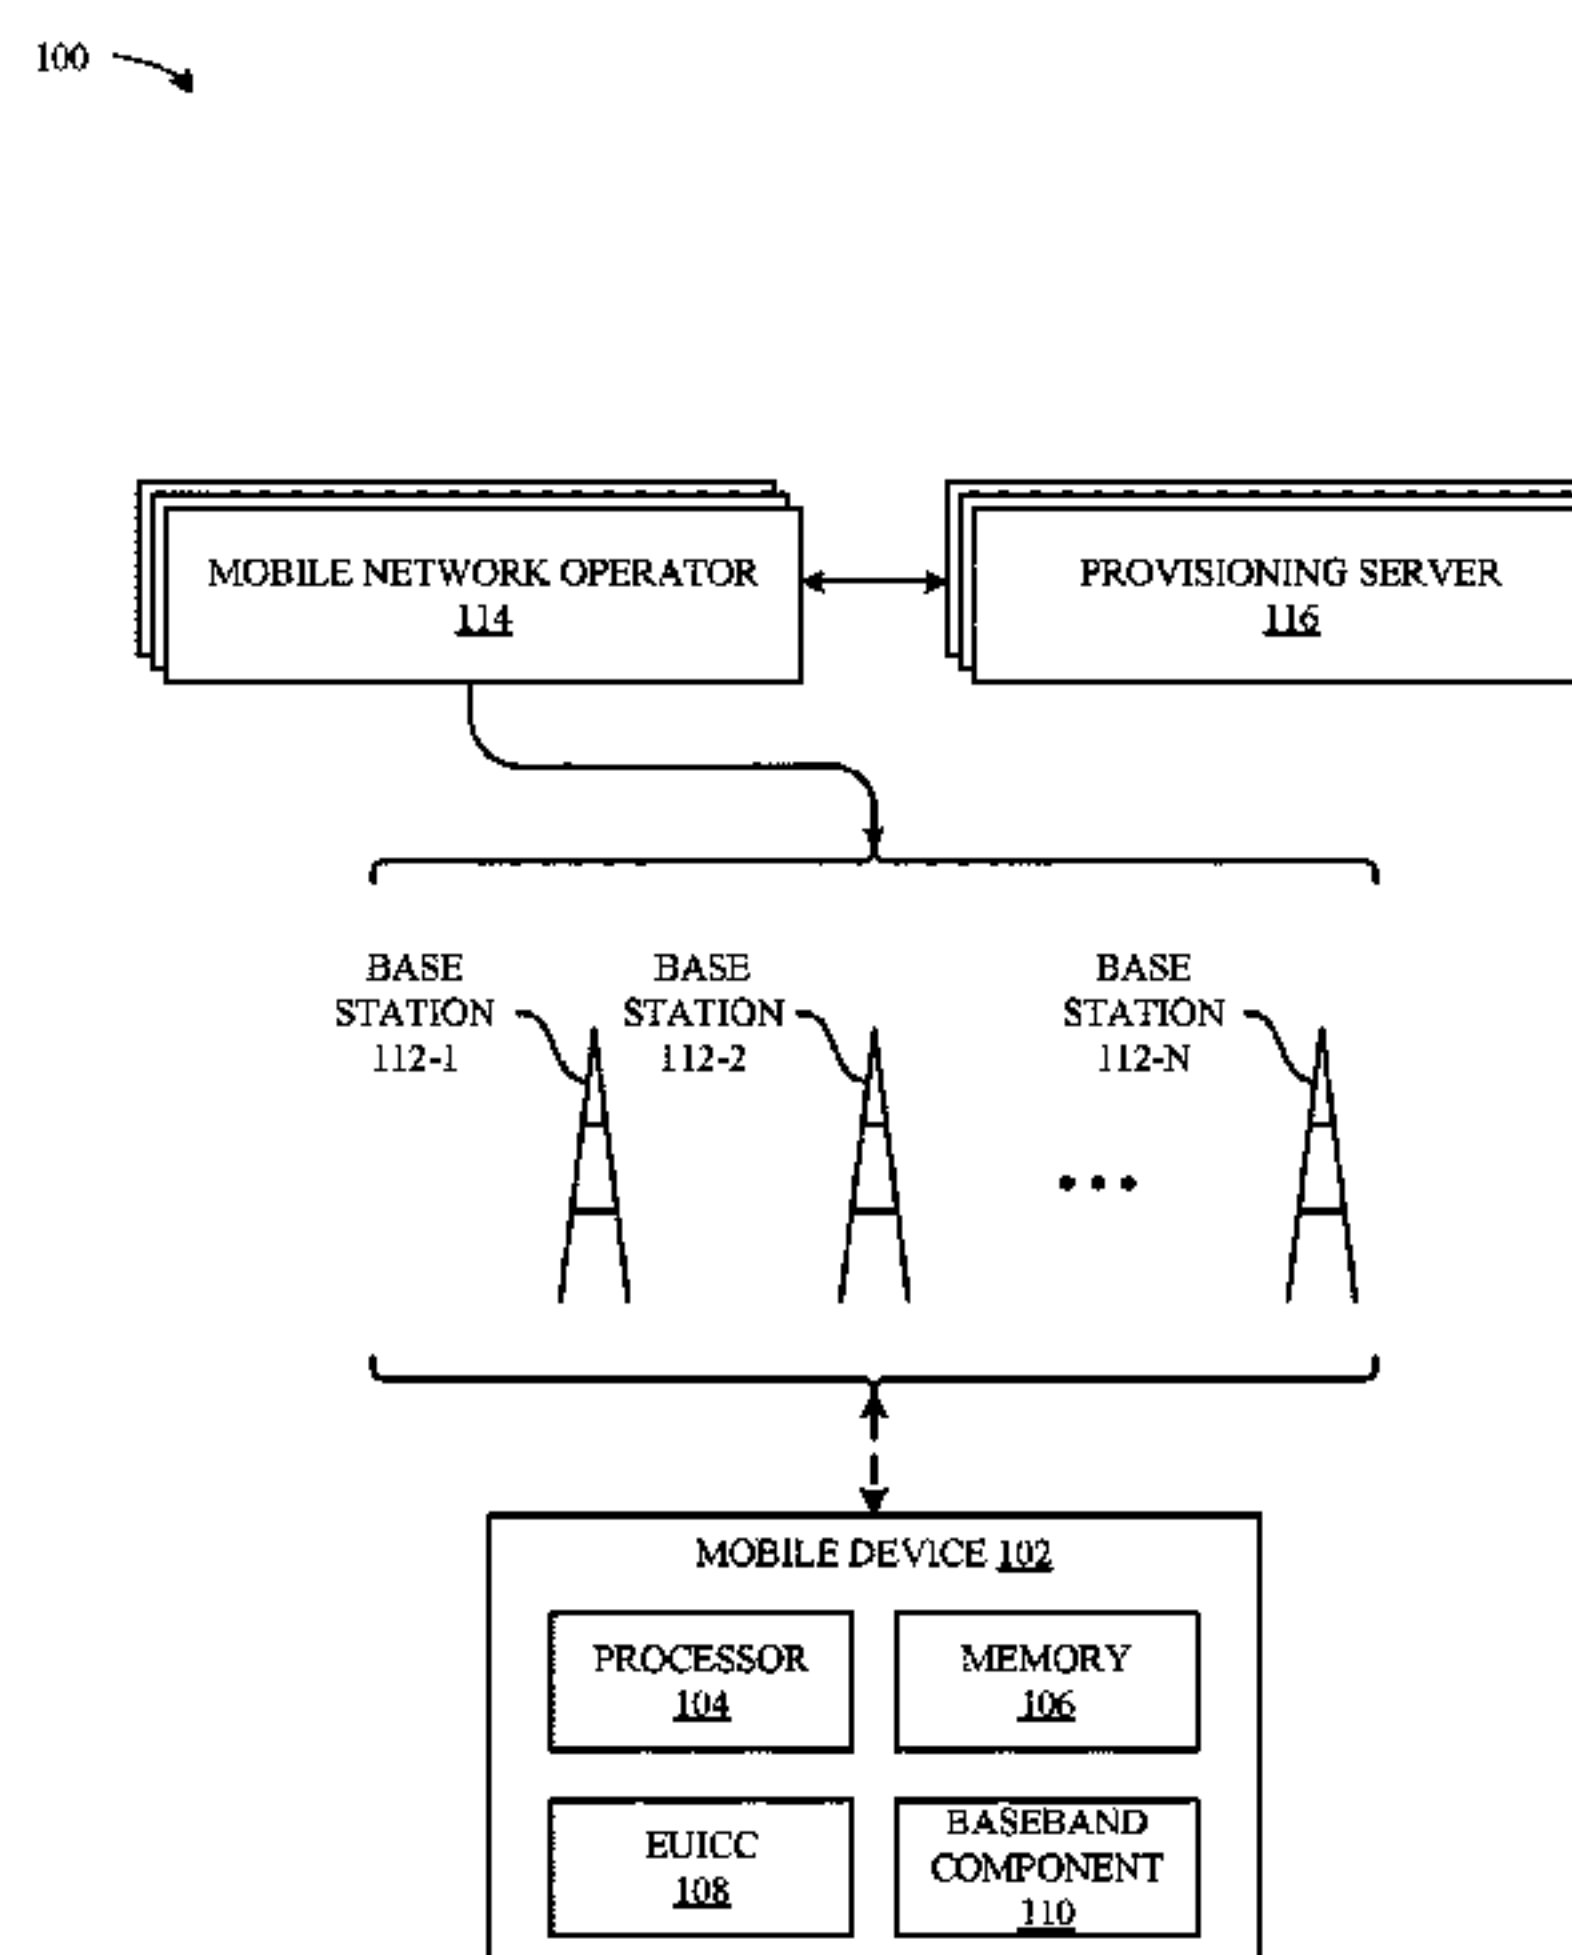 100
MOBILE NETWORK OPERATOR
114
PROVISIONING SERVER
116
BASE
STATION
112-1
BASE
STATION
112-2
BASE
STATION
112-N
MOBILE DEVICE 102
PROCESSOR
104
MEMORY
106
EUICC
108
BASEBAND
COMPONENT
110